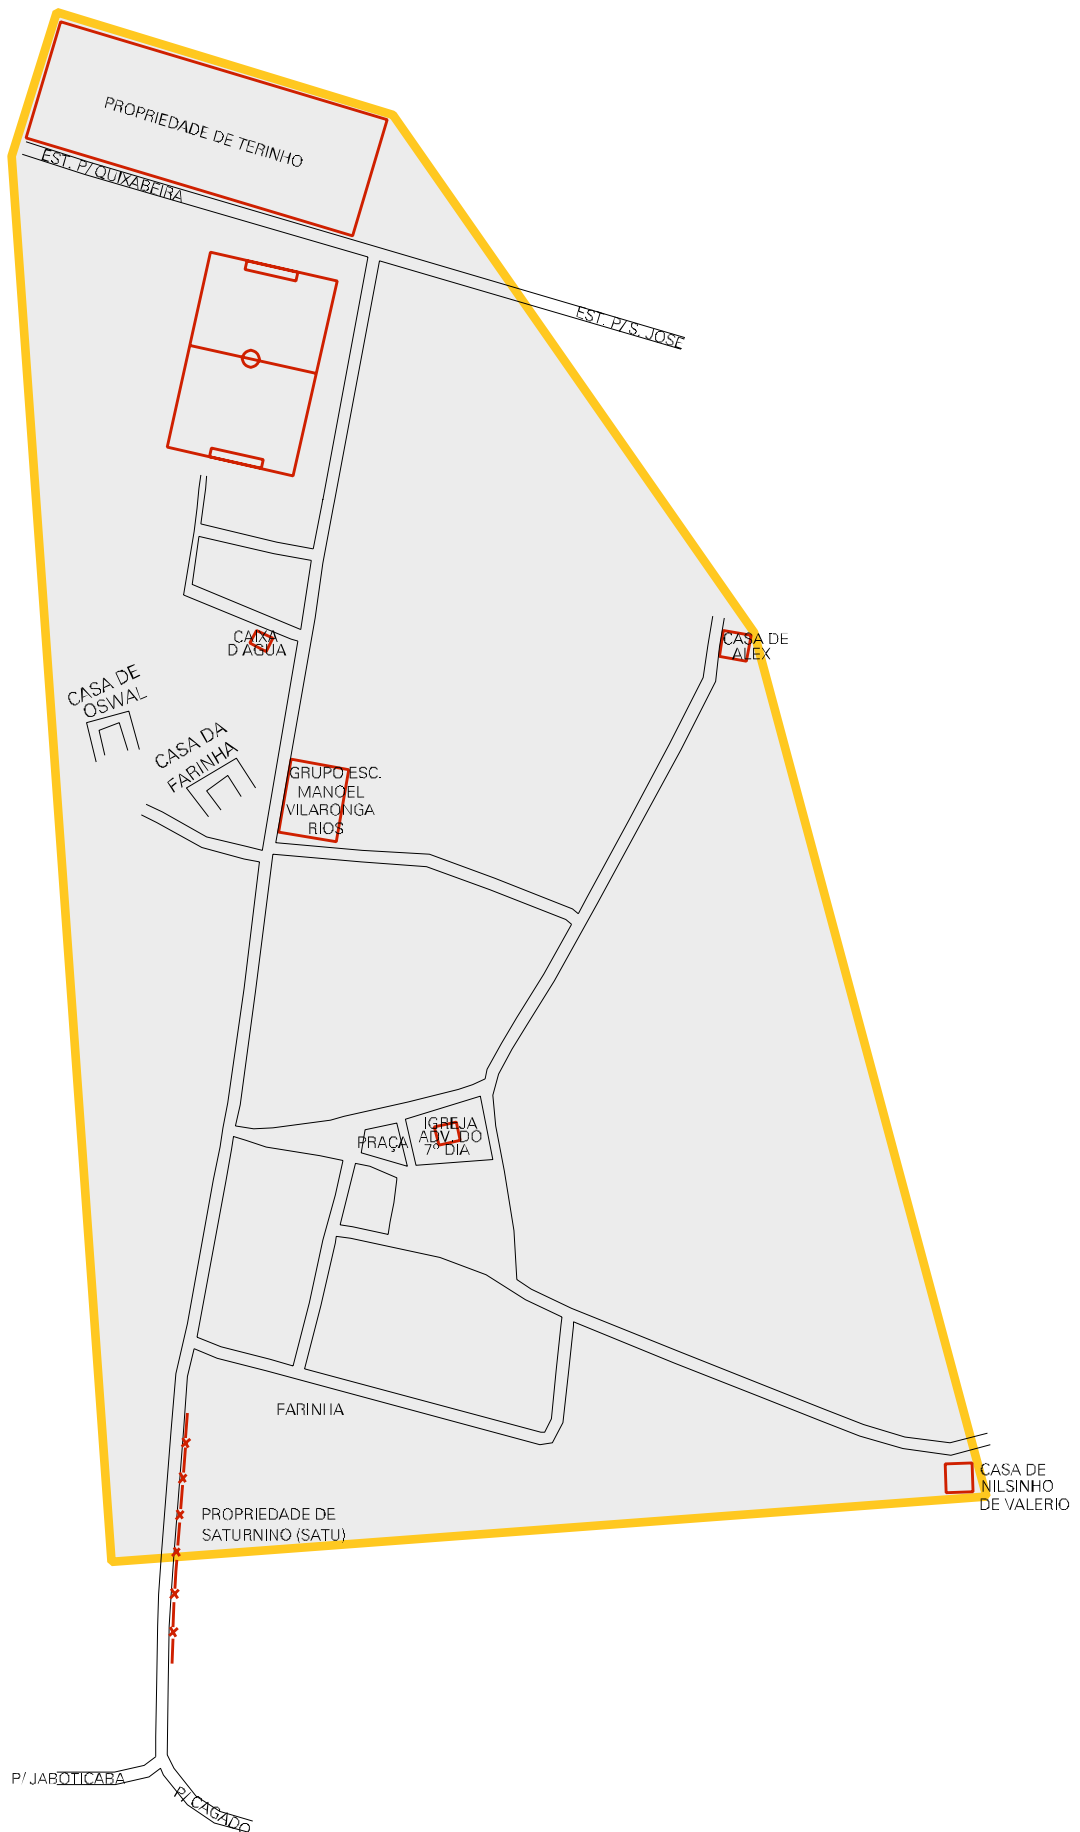 PROPRIEDADE DE TERINHO
EST. P/ QUIXABEIRA
EST. P/ S. JOSE
CAIXA
D AGUA
CASA DE
ALEX
CASA DE
OSWAL
CASA DA
FARINHA
GRUPO ESC.
MANOEL
VILARONGA
RIOS
PRAÇA
IGREJA
ADV. DO
7º DIA
FARINHA
CASA DE
NILSINHO
DE VALERIO
PROPRIEDADE DE
SATURNINO (SATU)
P/ JABOTICABA
P/ CAGADO